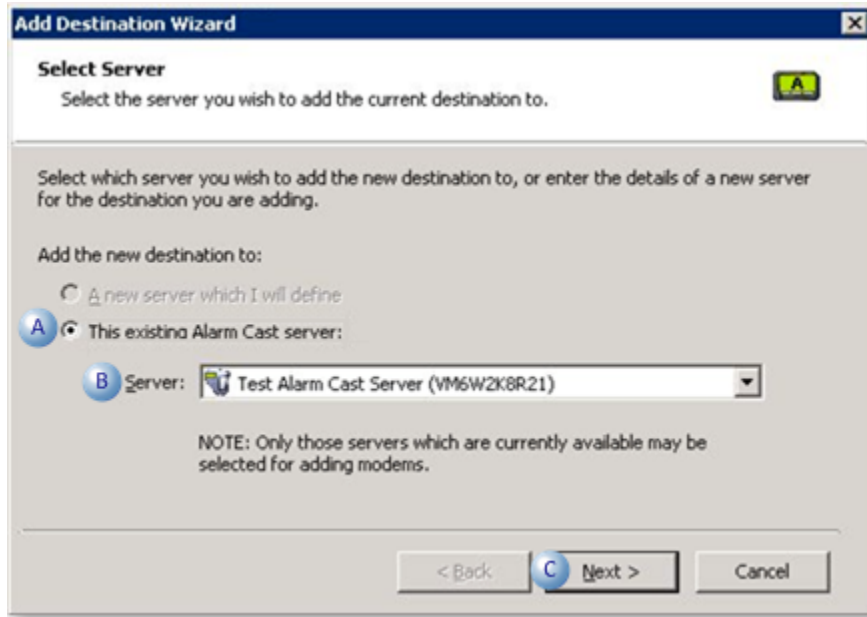 Add Destination Wizard
Select Server
Select the server you wish to add the current destination to.
A
Select which server you wish to add the new destination to, or enter the details of a new server
for the destination you are adding.
Add the new destination to:
A new server which I will define
A This existing Alarm Cast server:
B Server: Test Alarm Cast Server (VM6W2K8R21)
NOTE: Only those servers which are currently available may be
selected for adding modems.
< Back C Next > Cancel